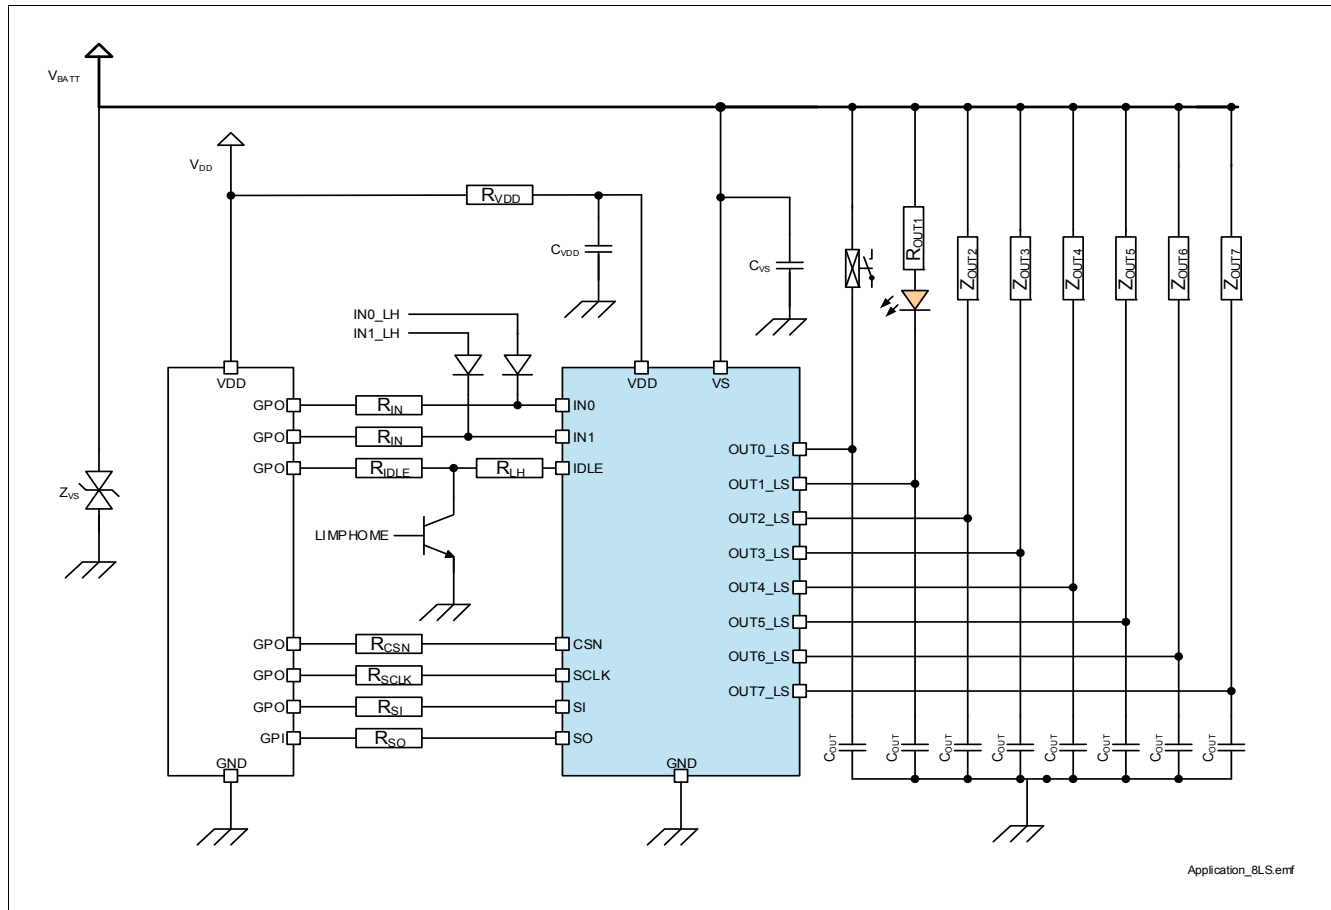 VBATT
VDD
RVDD
CVDD
CVS
ROUT1
ZOUT2
ZOUT3
ZOUT4
ZOUT5
ZOUT6
ZOUT7
IN0_LH
IN1_LH
VDD
VDD
VS
GPO
RIN
IN0
GPO
RIN
IN1
GPO
RIDLE
RLH
IDLE
OUT0_LS
OUT1_LS
ZVS
OUT2_LS
LIMPHOME
OUT3_LS
OUT4_LS
OUT5_LS
GPO
RCSN
CSN
OUT6_LS
GPO
RSCLK
SCLK
OUT7_LS
GPO
RSI
SI
GPI
RSO
SO
COUT
COUT
COUT
COUT
COUT
COUT
COUT
COUT
GND
GND
Application_8LS.emf